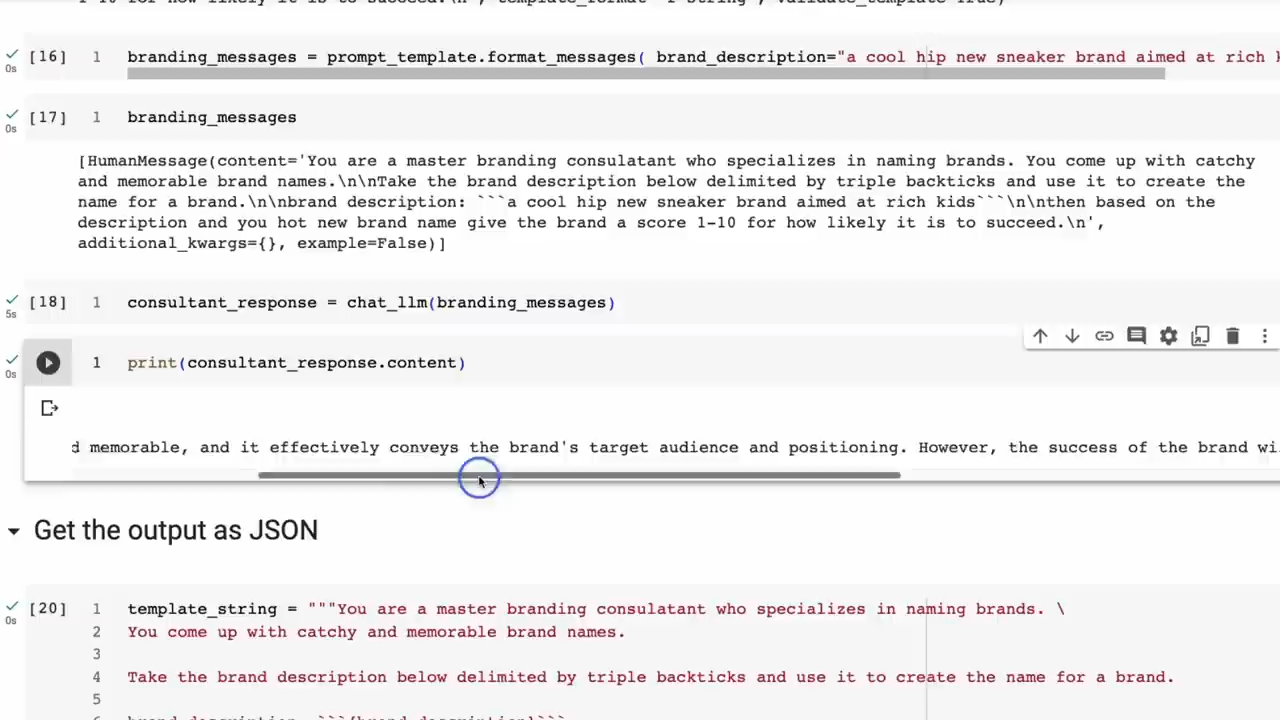 [16] 1 branding_messages = prompt_template.format_messages( brand_description="a cool hip new sneaker brand aimed at rich
0s
[17] 1 branding_messages
0s
[HumanMessage(content='You are a master branding consulatant who specializes in naming brands. You come up with catchy
and memorable brand names.\n\nTake the brand description below delimited by triple backticks and use it to create the
name for a brand.\n\nbrand description: ```a cool hip new sneaker brand aimed at rich kids```\n\nthen based on the
description and you hot new brand name give the brand a score 1-10 for how likely it is to succeed.\n',
additional_kwargs={}, example=False)]
[18] 1 consultant_response = chat_llm(branding_messages)
5s
1 print(consultant_response.content)
0s
d memorable, and it effectively conveys the brand's target audience and positioning. However, the success of the brand wi
Get the output as JSON
[20] 1 template_string = """You are a master branding consulatant who specializes in naming brands. \
0s
2 You come up with catchy and memorable brand names.
3
4 Take the brand description below delimited by triple backticks and use it to create the name for a brand.
5